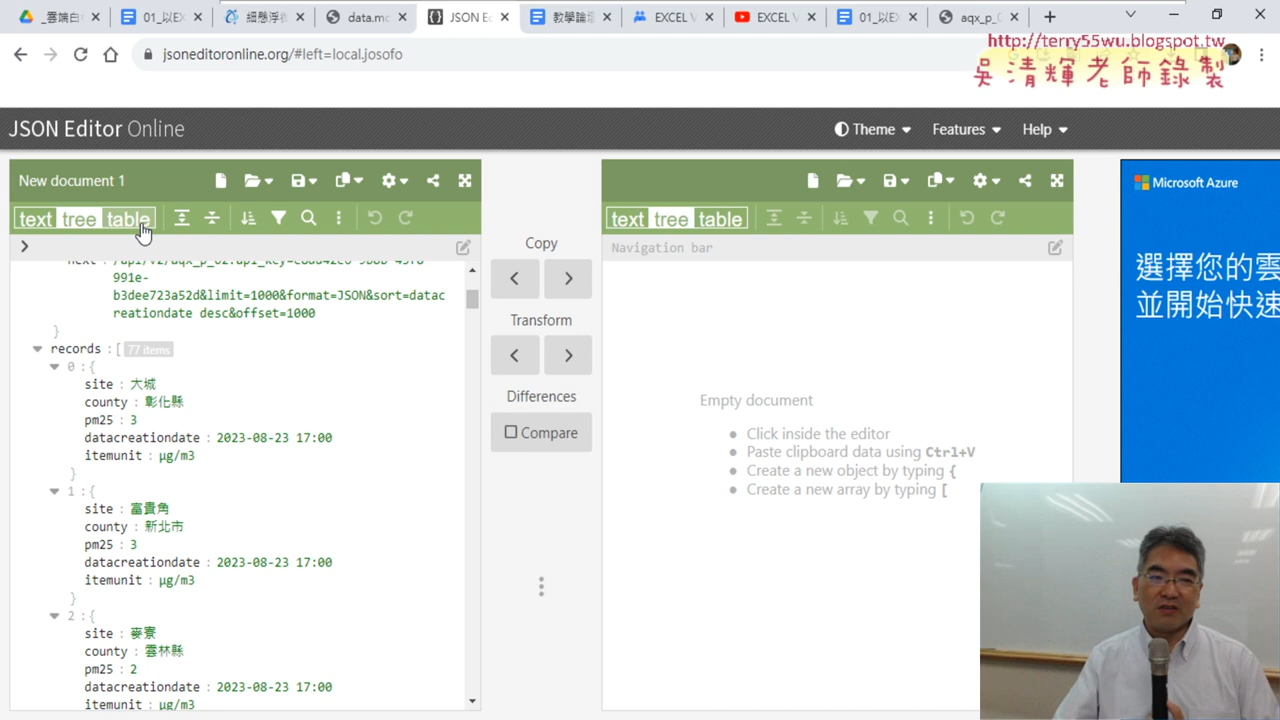 _雲端白
01_以EX
細懸浮微
data.mc
JSON E
教學論壇
EXCEL V
EXCEL V
01_以EX
aqx_p_0
jsoneditoronline.org/#left=local.josofo
http://terry55wu.blogspot.tw
吳清輝老師錄製
JSON Editor Online
Theme
Features
Help
New document 1
text tree table
text tree table
Navigation bar
991e-
b3dee723a52d&limit=1000&format=JSON&sort=datac
reationdate desc&offset=1000
}
records : [ 77 items
0 : {
site : 大城
county : 彰化縣
pm25 : 3
datacreationdate : 2023-08-23 17:00
itemunit : μg/m3
}
1 : {
site : 富貴角
county : 新北市
pm25 : 3
datacreationdate : 2023-08-23 17:00
itemunit : μg/m3
}
2 : {
site : 麥寮
county : 雲林縣
pm25 : 2
datacreationdate : 2023-08-23 17:00
itemunit : μg/m3
Copy
Transform
Differences
Compare
Empty document
Click inside the editor
Paste clipboard data using Ctrl+V
Create a new object by typing {
Create a new array by typing [
Microsoft Azure
選擇您的雲
並開始快速